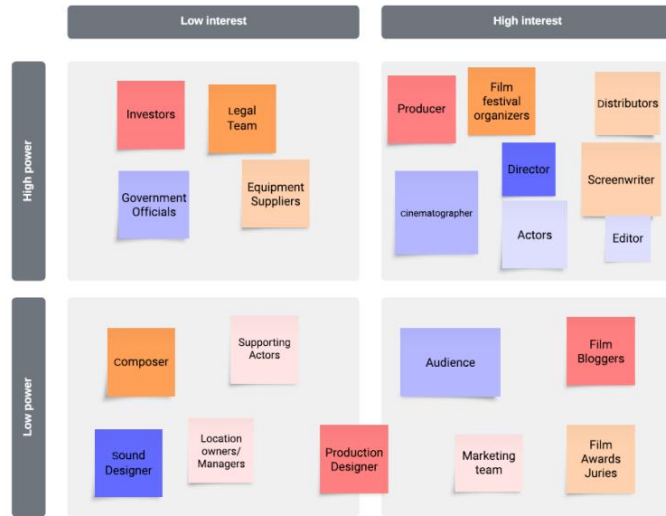 Low interest
High interest
High power
Investors
Legal
Team
Government
Officials
Equipment
Suppliers
Producer
Film
festival
organizers
Distributors
Director
Screenwriter
Cinematographer
Actors
Editor
Low power
Composer
Supporting
Actors
Sound
Designer
Location
owners/
Managers
Production
Designer
Audience
Film
Bloggers
Marketing
team
Film
Awards
Juries